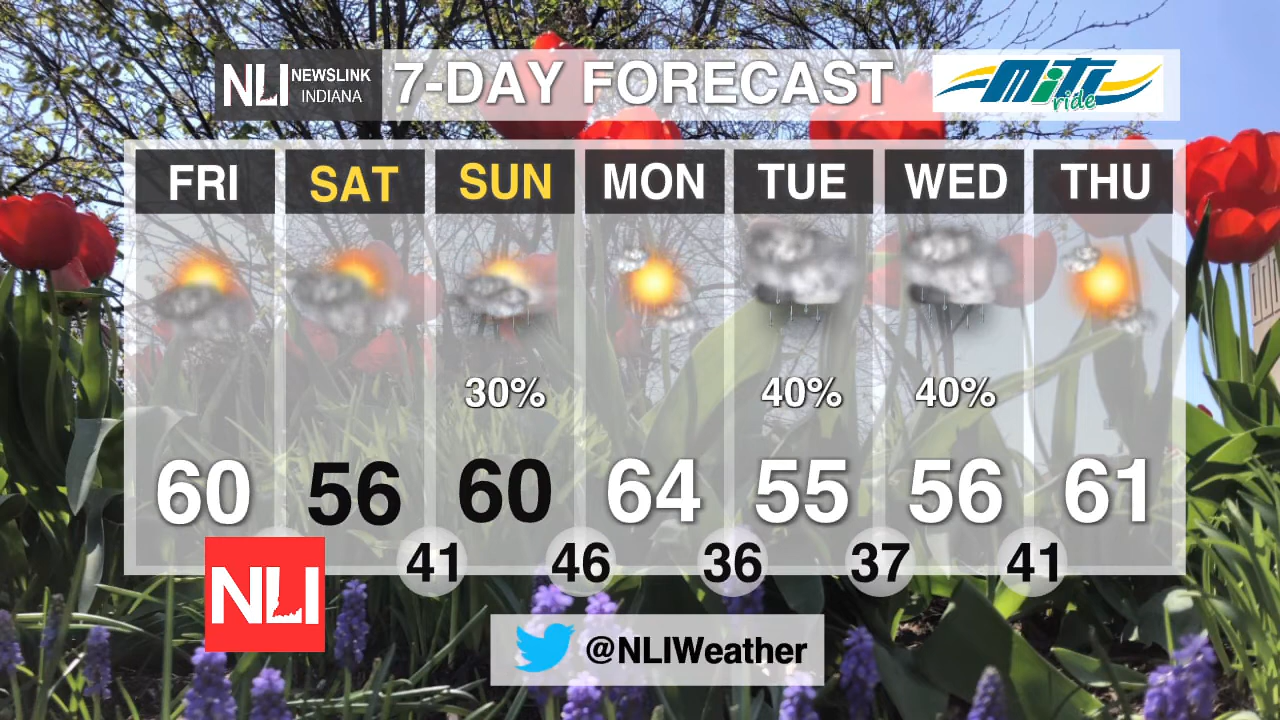 NLI NEWSLINK INDIANA 7-DAY FORECAST MiTS ride
FRI SAT SUN MON TUE WED THU
30% 40% 40%
60 56 60 64 55 56 61
41 46 36 37 41
NLI
@NLIWeather